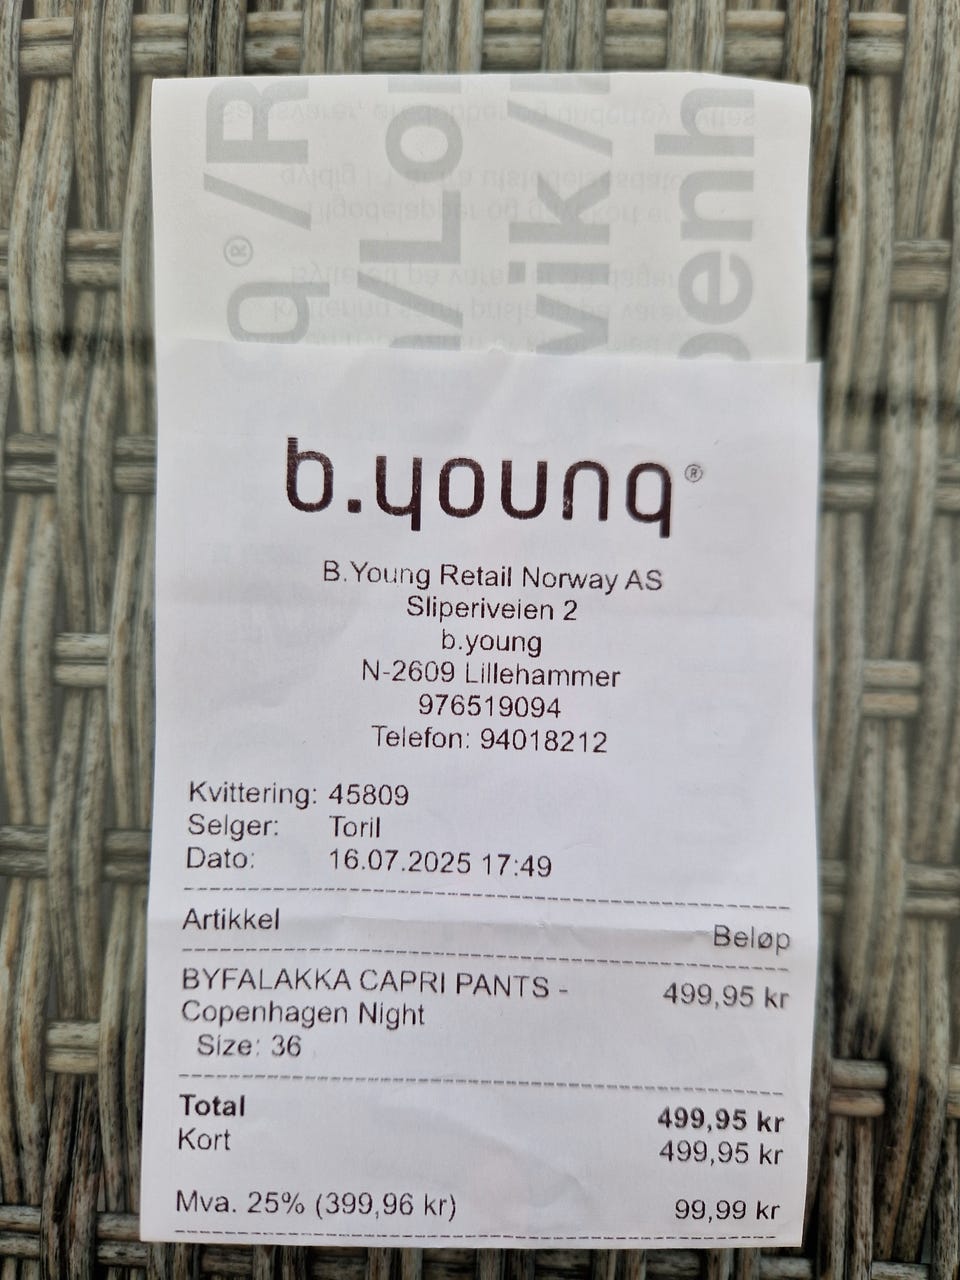 b.young®
B.Young Retail Norway AS
Sliperiveien 2
b.young
N-2609 Lillehammer
976519094
Telefon: 94018212
Kvittering: 45809
Selger: Toril
Dato: 16.07.2025 17:49
Artikkel Beløp
BYFALAKKA CAPRI PANTS - 499,95 kr
Copenhagen Night
Size: 36
Total 499,95 kr
Kort 499,95 kr
Mva. 25% (399,96 kr) 99,99 kr